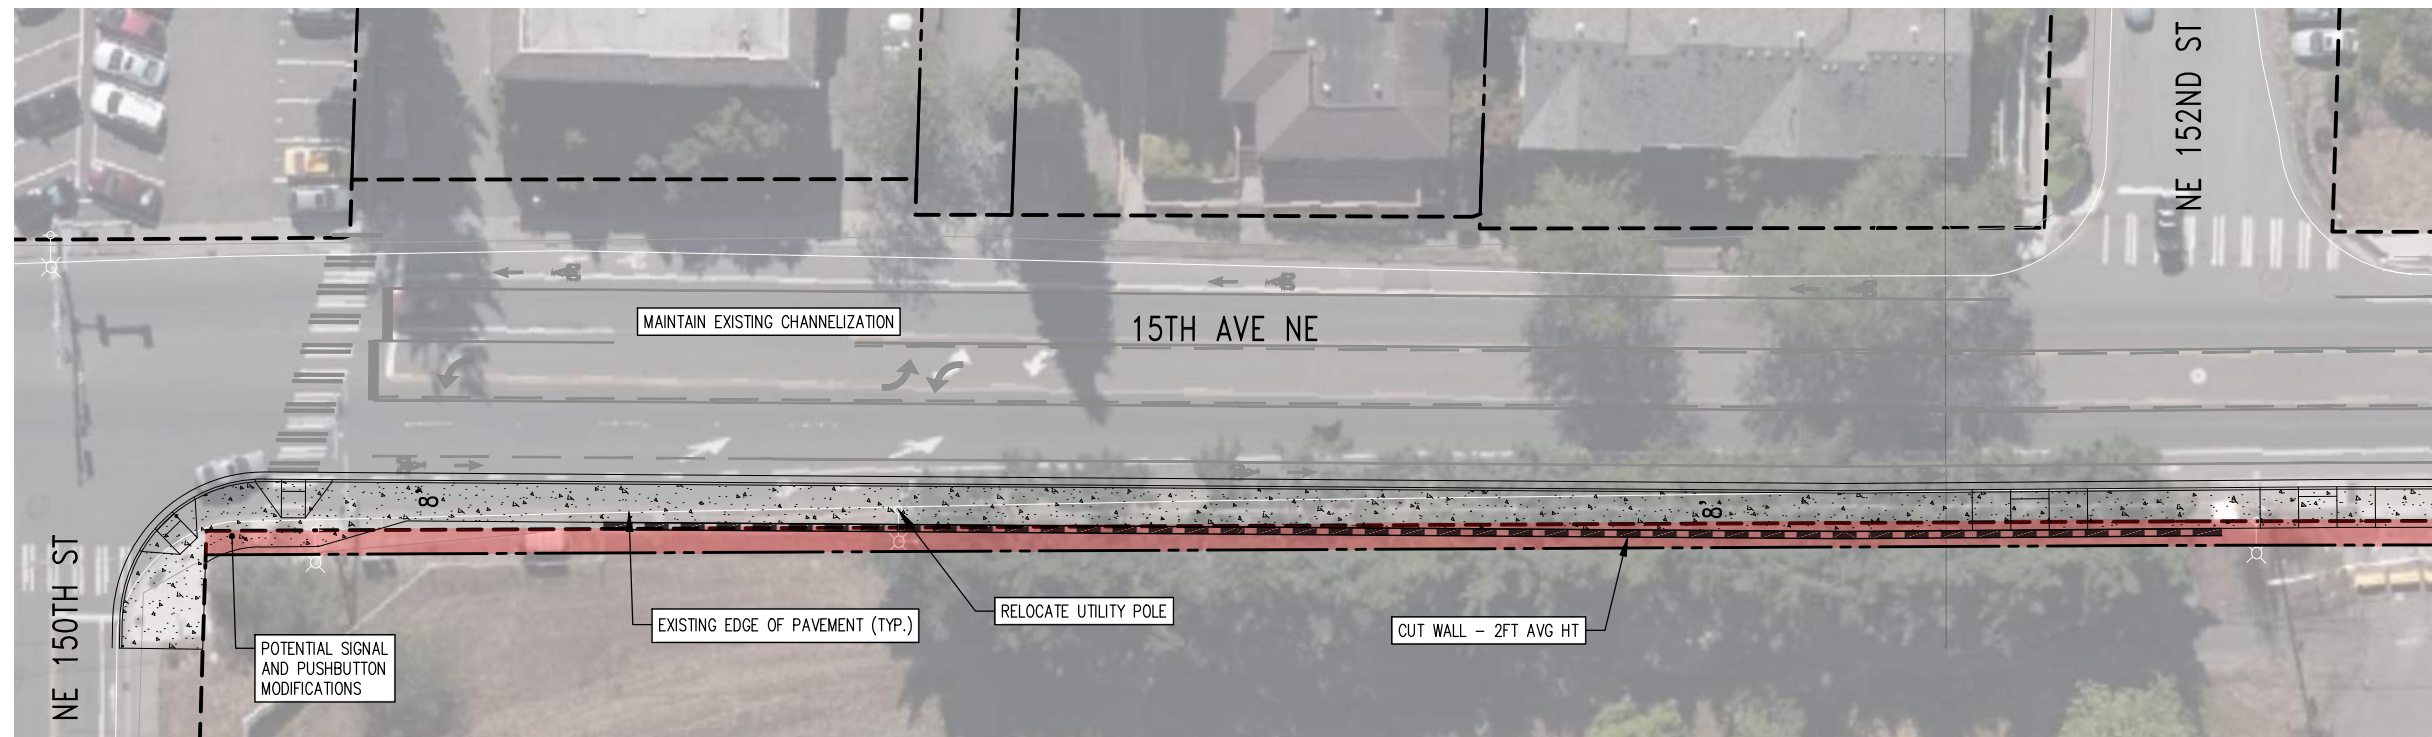 NE 152ND ST
MAINTAIN EXISTING CHANNELIZATION
15TH AVE NE
8'
8'
NE 150TH ST
POTENTIAL SIGNAL
AND PUSHBUTTON
MODIFICATIONS
EXISTING EDGE OF PAVEMENT (TYP.)
RELOCATE UTILITY POLE
CUT WALL - 2FT AVG HT